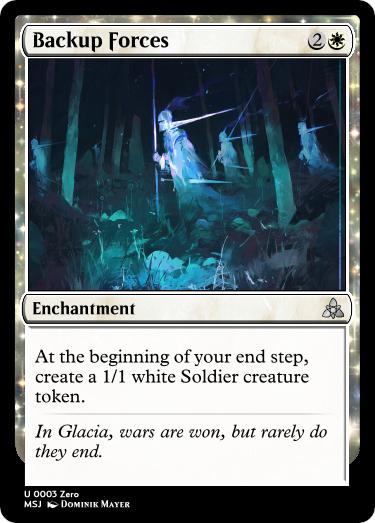 Backup Forces 2
Enchantment
At the beginning of your end step,
create a 1/1 white Soldier creature
token.
In Glacia, wars are won, but rarely do
they end.
U 0003 Zero
MSJ Dominik Mayer